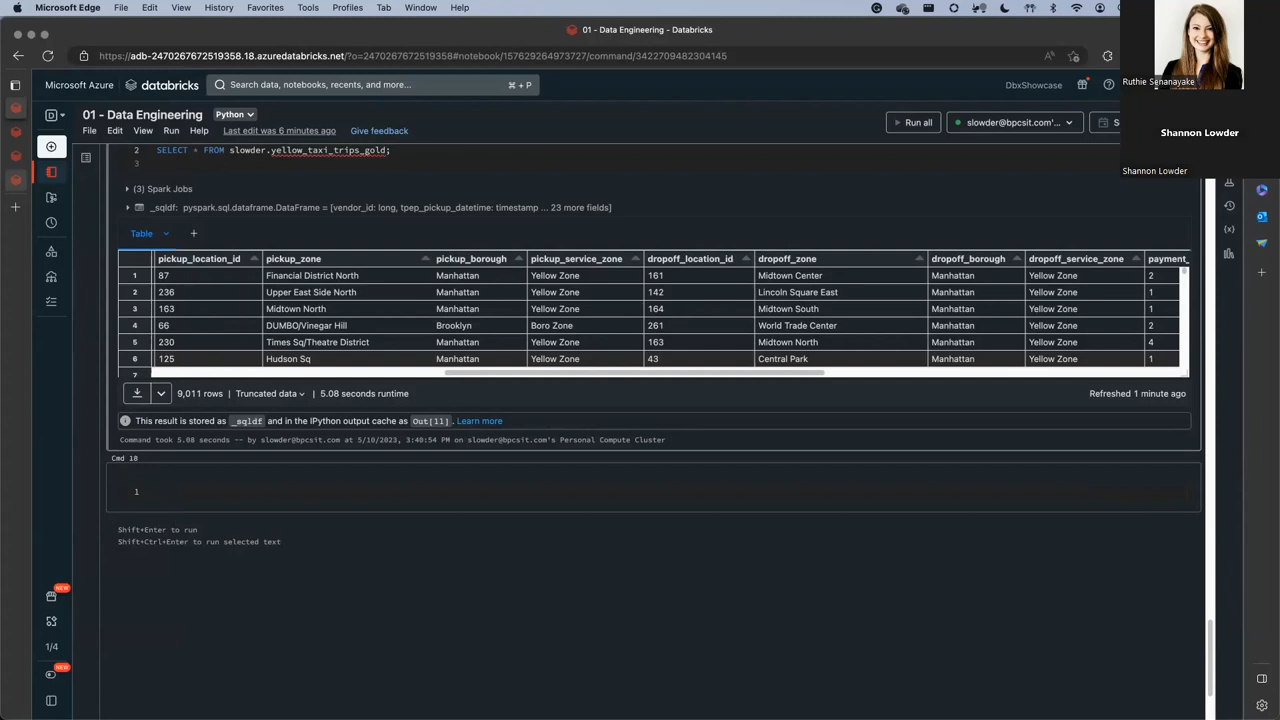 Microsoft Edge File Edit View History Favorites Tools Profiles Tab Window Help
01 - Data Engineering - Databricks
https://adb-2470267672519358.18.azuredatabricks.net/?o=2470267672519358#notebook/157629264973727/command/3422709482304145
Ruthie Senanayake
Microsoft Azure databricks Search data, notebooks, recents, and more... ⌘ + P DbxShowcase
01 - Data Engineering Python
File Edit View Run Help Last edit was 6 minutes ago Give feedback
Run all slowder@bpcsit.com'... S
Shannon Lowder
Shannon Lowder
2 SELECT * FROM slowder.yellow_taxi_trips_gold;
3
(3) Spark Jobs
_sqldf: pyspark.sql.dataframe.DataFrame = [vendor_id: long, tpep_pickup_datetime: timestamp ... 23 more fields]
Table +
pickup_location_id pickup_zone pickup_borough pickup_service_zone dropoff_location_id dropoff_zone dropoff_borough dropoff_service_zone payment_
1 87 Financial District North Manhattan Yellow Zone 161 Midtown Center Manhattan Yellow Zone 2
2 236 Upper East Side North Manhattan Yellow Zone 142 Lincoln Square East Manhattan Yellow Zone 1
3 163 Midtown North Manhattan Yellow Zone 164 Midtown South Manhattan Yellow Zone 1
4 66 DUMBO/Vinegar Hill Brooklyn Boro Zone 261 World Trade Center Manhattan Yellow Zone 2
5 230 Times Sq/Theatre District Manhattan Yellow Zone 163 Midtown North Manhattan Yellow Zone 4
6 125 Hudson Sq Manhattan Yellow Zone 43 Central Park Manhattan Yellow Zone 1
7
9,011 rows | Truncated data | 5.08 seconds runtime Refreshed 1 minute ago
This result is stored as _sqldf and in the IPython output cache as Out[11]. Learn more
Command took 5.08 seconds -- by slowder@bpcsit.com at 5/10/2023, 3:40:54 PM on slowder@bpcsit.com's Personal Compute Cluster
Cmd 18
1
Shift+Enter to run
Shift+Ctrl+Enter to run selected text
NEW
1/4
NEW